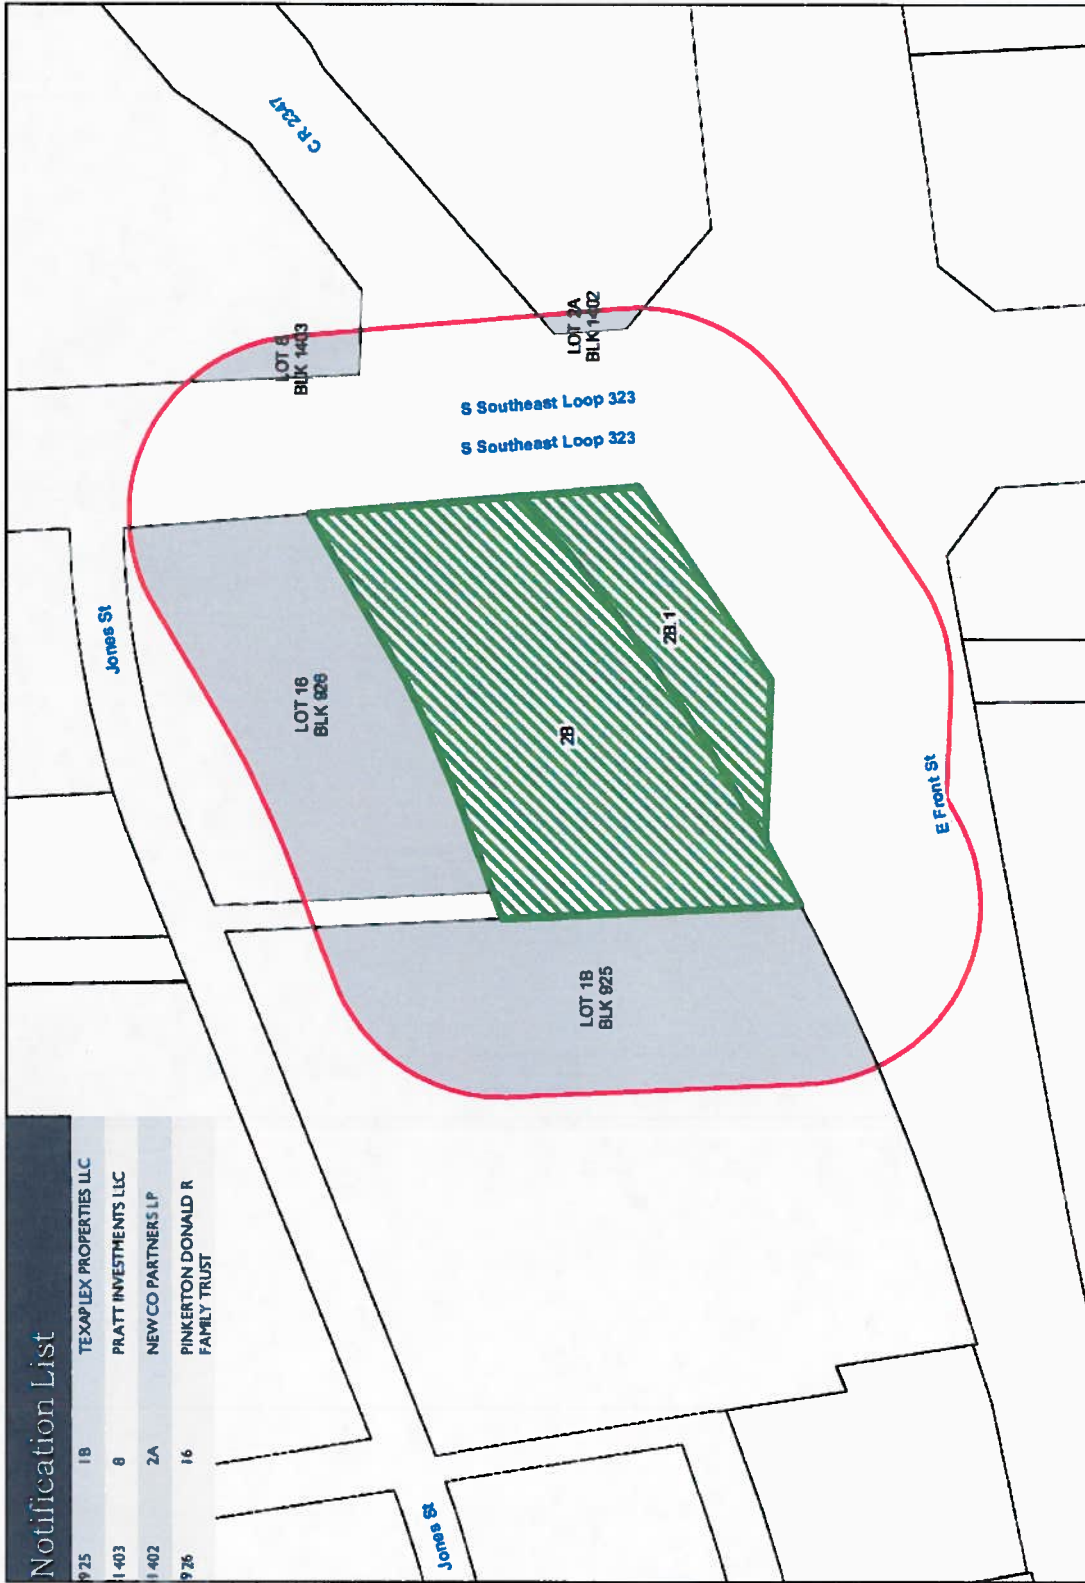 Notification List
925 1B TEXAPLEX PROPERTIES LLC
1403 8 PRATT INVESTMENTS LLC
1402 2A NEWCO PARTNERS LP
926 16 PINKERTON DONALD R
FAMILY TRUST
Jones St
Jones St
C R 2347
LOT 8
BLK 1403
LOT 2A
BLK 1402
S Southeast Loop 323
S Southeast Loop 323
LOT 16
BLK 926
2B
2B.1
LOT 1B
BLK 925
E Front St